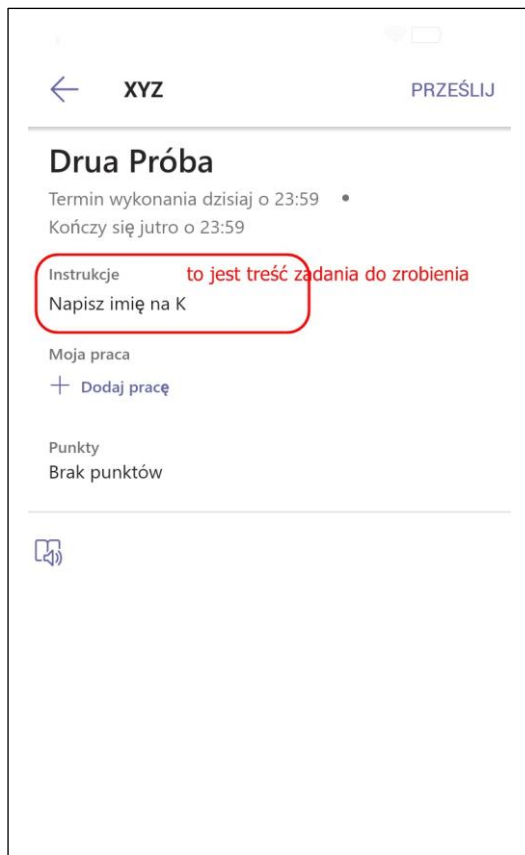 XYZ PRZEŚLIJ
Drua Próba
Termin wykonania dzisiaj o 23:59 •
Kończy się jutro o 23:59
Instrukcje to jest treść zadania do zrobienia
Napisz imię na K
Moja praca
+ Dodaj pracę
Punkty
Brak punktów